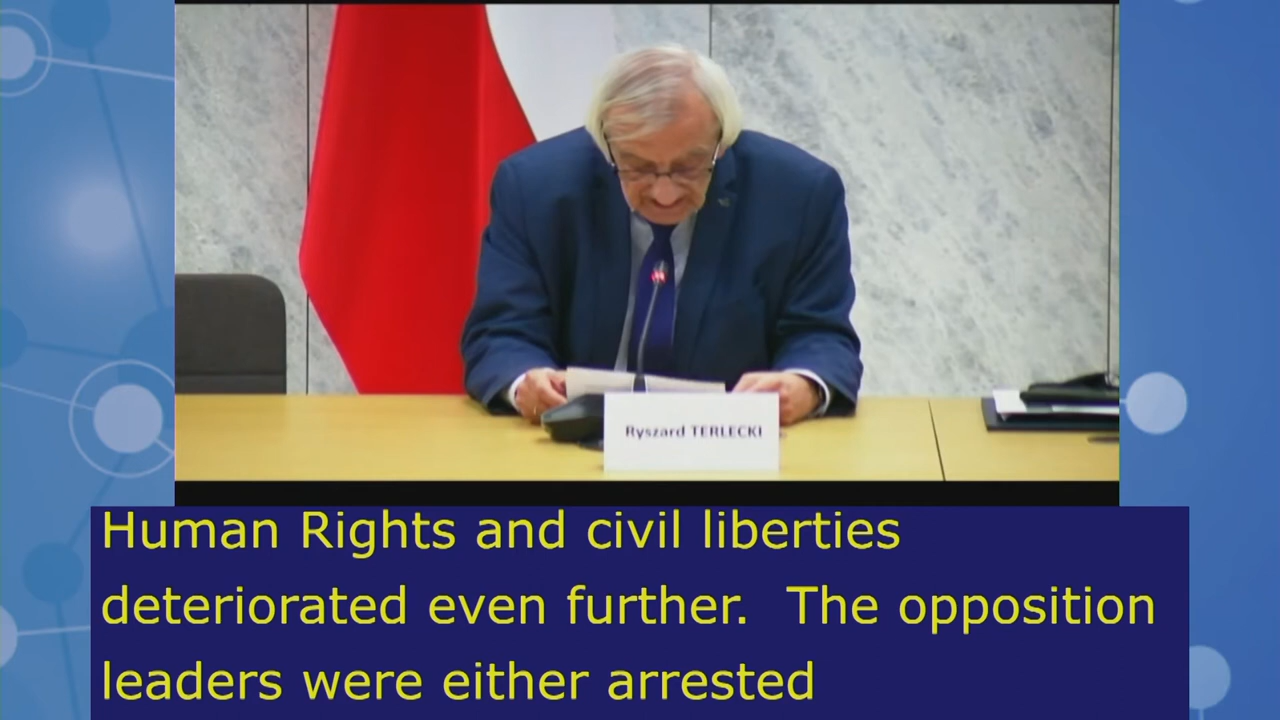 Ryszard TERLECKI
Human Rights and civil liberties
deteriorated even further.  The opposition
leaders were either arrested